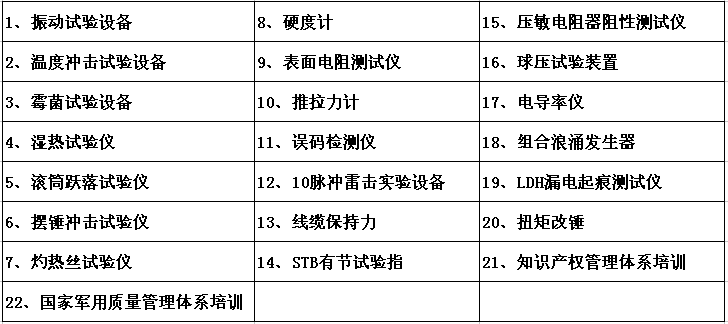 1、振动试验设备
8、硬度计
15、压敏电阻器阻性测试仪
2、温度冲击试验设备
9、表面电阻测试仪
16、球压试验装置
3、霉菌试验设备
10、推拉力计
17、电导率仪
4、湿热试验仪
11、误码检测仪
18、组合浪涌发生器
5、滚筒跃落试验仪
12、10脉冲雷击实验设备
19、LDH漏电起痕测试仪
6、摆锤冲击试验仪
13、线缆保持力
20、扭矩改锤
7、灼热丝试验仪
14、STB有节试验指
21、知识产权管理体系培训
22、国家军用质量管理体系培训